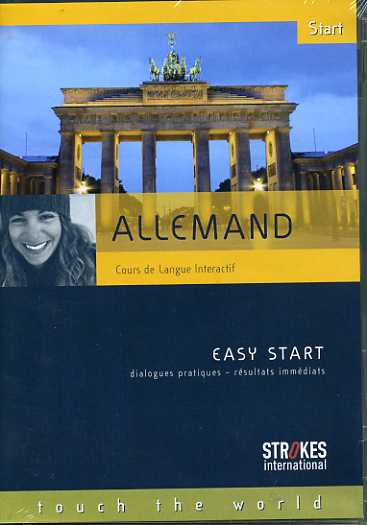 Start
ALLEMAND
Cours de Langue Interactif
EASY START
dialogues pratiques – résultats immédiats
STROKES
international
touch the world